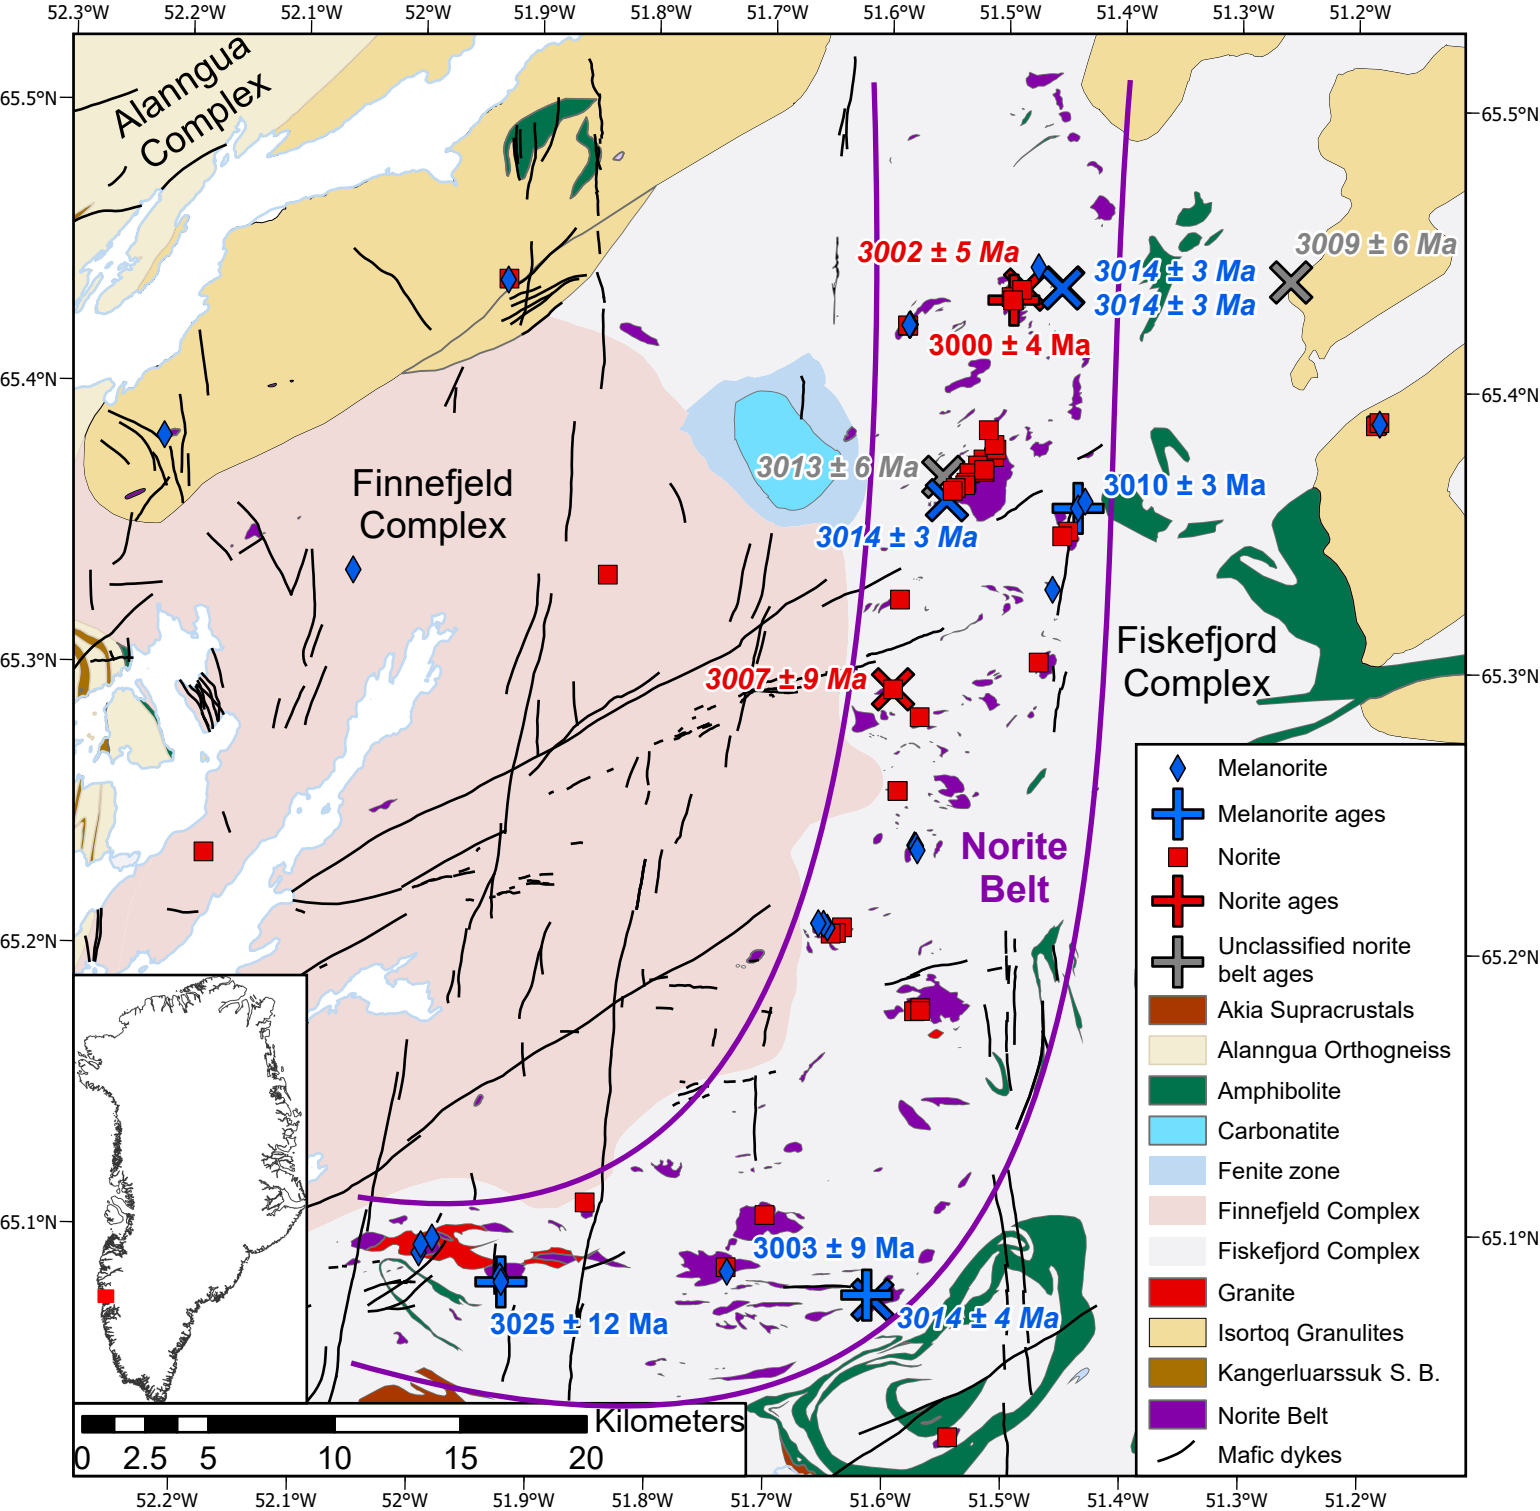 52.3°W 52.2°W 52.1°W 52°W 51.9°W 51.8°W 51.7°W 51.6°W 51.5°W 51.4°W 51.3°W 51.2°W
Alanngua
Complex
65.5°N
65.5°N
3009 ± 6 Ma
3002 ± 5 Ma
3014 ± 3 Ma
3014 ± 3 Ma
3000 ± 4 Ma
65.4°N
65.4°N
3013 ± 6 Ma
Finnefjeld
Complex
3010 ± 3 Ma
3014 ± 3 Ma
Fiskefjord
Complex
65.3°N
65.3°N
3007 ± 9 Ma
Norite
Belt
65.2°N
65.2°N
65.1°N
65.1°N
3003 ± 9 Ma
3014 ± 4 Ma
3025 ± 12 Ma
Melanorite
Melanorite ages
Norite
Norite ages
Unclassified norite
belt ages
Akia Supracrustals
Alanngua Orthogneiss
Amphibolite
Carbonatite
Fenite zone
Finnefjeld Complex
Fiskefjord Complex
Granite
Isortoq Granulites
Kangerluarssuk S. B.
Norite Belt
Mafic dykes
Kilometers
0 2.5 5 10 15 20
52.2°W 52.1°W 52°W 51.9°W 51.8°W 51.7°W 51.6°W 51.5°W 51.4°W 51.3°W 51.2°W